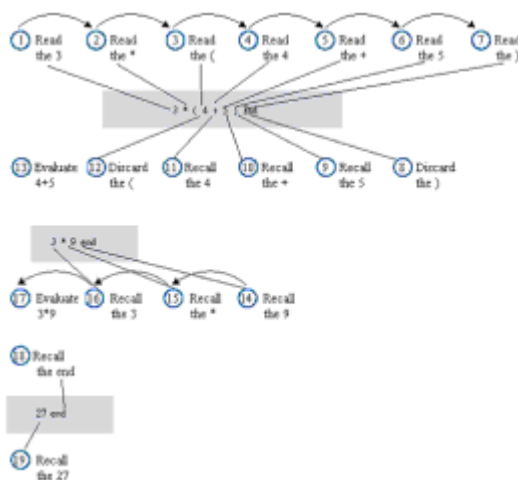 1 Read the 3
2 Read the *
3 Read the (
4 Read the 4
5 Read the +
6 Read the 5
7 Read the )
3 * ( 4 + 5 ) end
13 Evaluate 4+5
12 Discard the (
11 Recall the 4
10 Recall the +
9 Recall the 5
8 Discard the )
3 * 9 end
17 Evaluate 3*9
16 Recall the 3
15 Recall the *
14 Recall the 9
18 Recall the end
27 end
19 Recall the 27